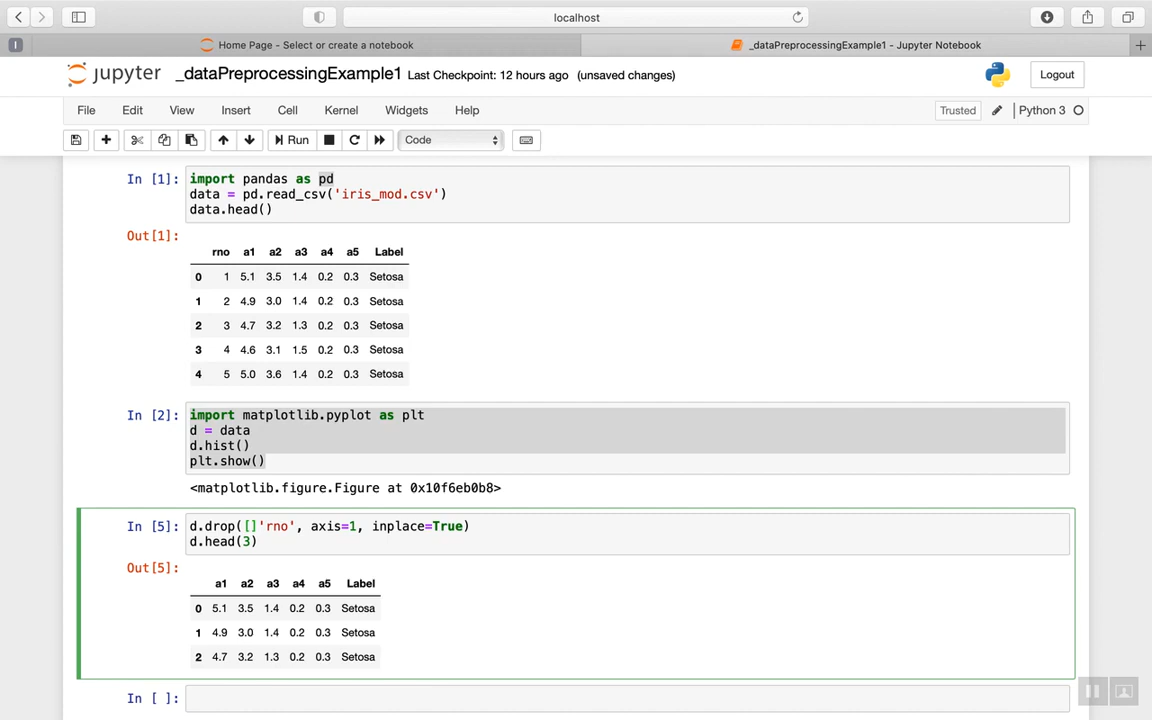 localhost
I
Home Page - Select or create a notebook
_dataPreprocessingExample1 - Jupyter Notebook
jupyter _dataPreprocessingExample1 Last Checkpoint: 12 hours ago (unsaved changes)
Logout
File Edit View Insert Cell Kernel Widgets Help
Trusted Python 3
Run Code
In [1]: import pandas as pd
data = pd.read_csv('iris_mod.csv')
data.head()
Out[1]:
rno a1 a2 a3 a4 a5 Label
0 1 5.1 3.5 1.4 0.2 0.3 Setosa
1 2 4.9 3.0 1.4 0.2 0.3 Setosa
2 3 4.7 3.2 1.3 0.2 0.3 Setosa
3 4 4.6 3.1 1.5 0.2 0.3 Setosa
4 5 5.0 3.6 1.4 0.2 0.3 Setosa
In [2]: import matplotlib.pyplot as plt
d = data
d.hist()
plt.show()
<matplotlib.figure.Figure at 0x10f6eb0b8>
In [5]: d.drop([]'rno', axis=1, inplace=True)
d.head(3)
Out[5]:
a1 a2 a3 a4 a5 Label
0 5.1 3.5 1.4 0.2 0.3 Setosa
1 4.9 3.0 1.4 0.2 0.3 Setosa
2 4.7 3.2 1.3 0.2 0.3 Setosa
In [ ]: